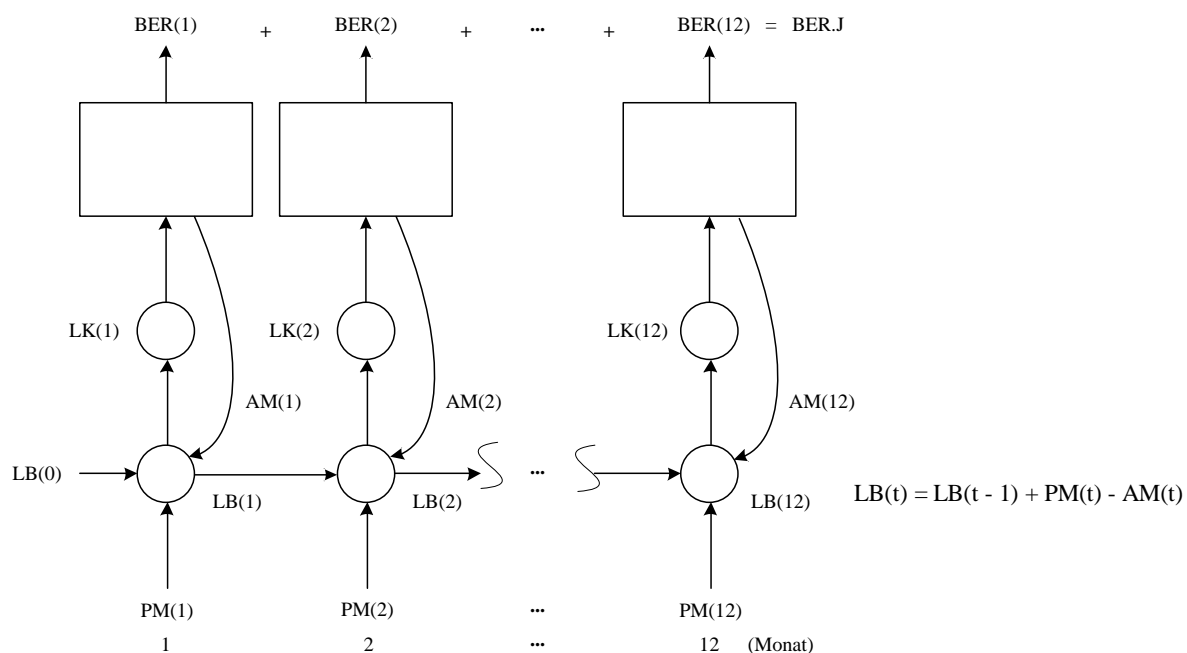 BER(1) + BER(2) + ... + BER(12) = BER.J
LK(1) LK(2) LK(12)
AM(1) AM(2) AM(12)
LB(0) ...
LB(1) LB(2) LB(12) LB(t) = LB(t - 1) + PM(t) - AM(t)
PM(1) PM(2) ... PM(12)
1 2 ... 12 (Monat)